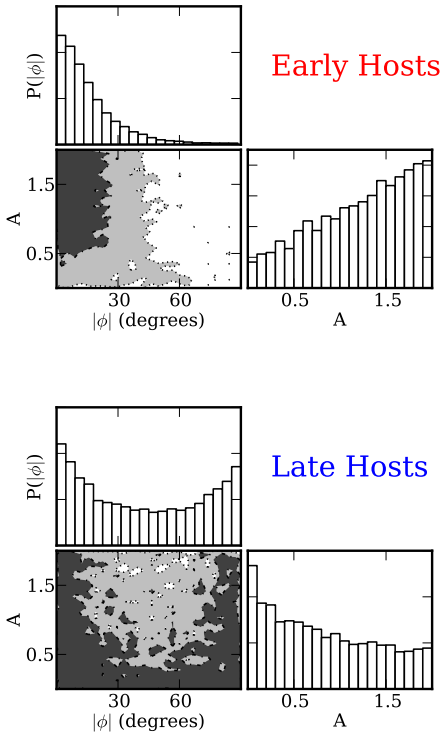 P(|ϕ|)
Early Hosts
A
1.5
0.5
30 60
|ϕ| (degrees)
0.5 1.5
A
P(|ϕ|)
Late Hosts
A
1.5
0.5
30 60
|ϕ| (degrees)
0.5 1.5
A